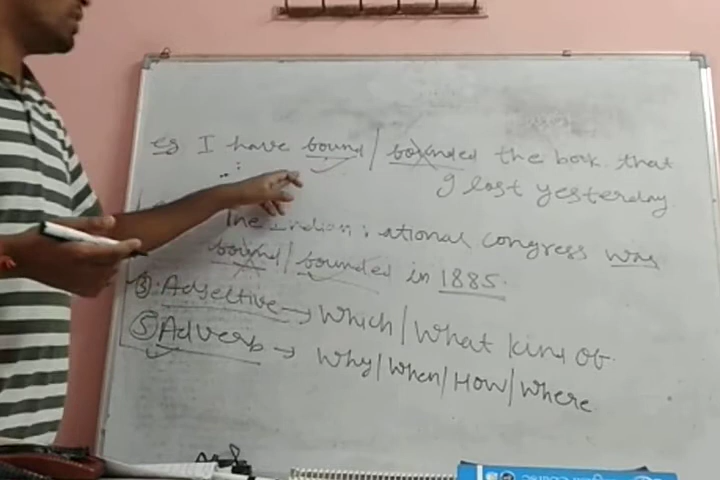 eg I have bound / bounded the book that
I lost yesterday.
The Indian national congress was
bound / bounded in 1885.
③ Adjective → Which / What kind of
⑤ Adverb → Why / When / How / Where